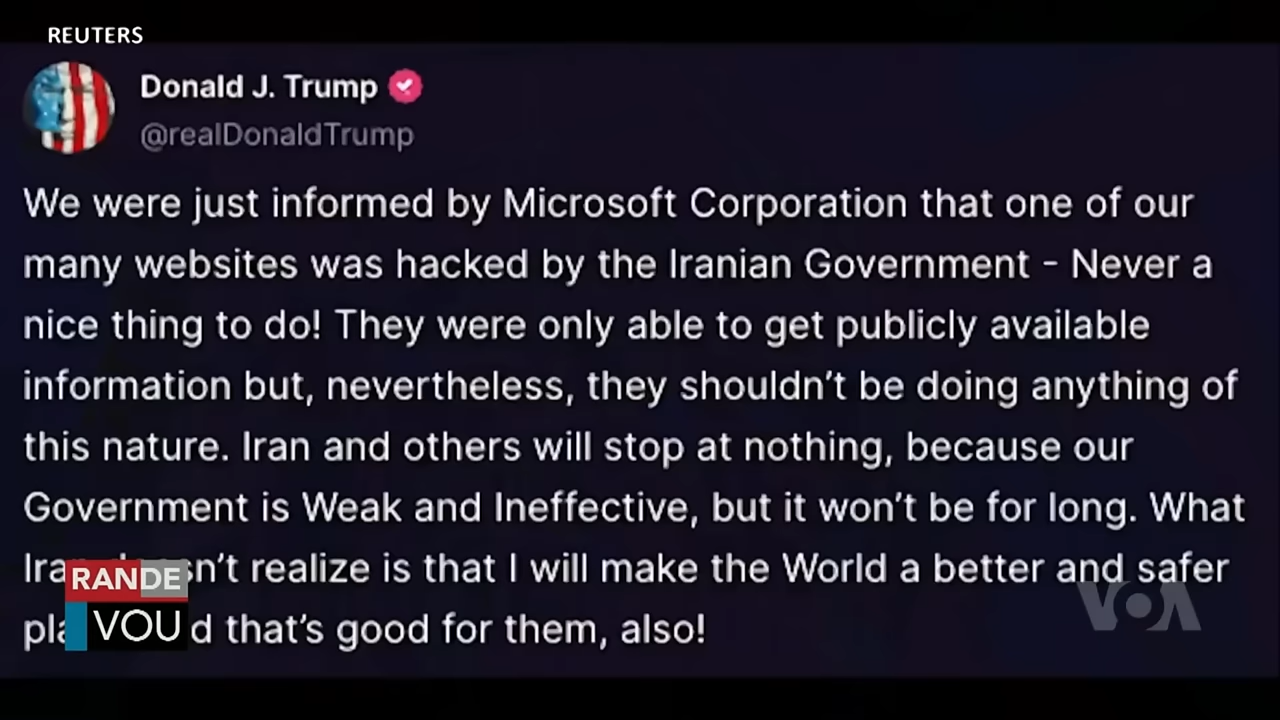 REUTERS
Donald J. Trump
@realDonaldTrump
We were just informed by Microsoft Corporation that one of our
many websites was hacked by the Iranian Government - Never a
nice thing to do! They were only able to get publicly available
information but, nevertheless, they shouldn't be doing anything of
this nature. Iran and others will stop at nothing, because our
Government is Weak and Ineffective, but it won't be for long. What
realize is that I will make the World a better and safer
that's good for them, also!
RANDE
VOU
VOA